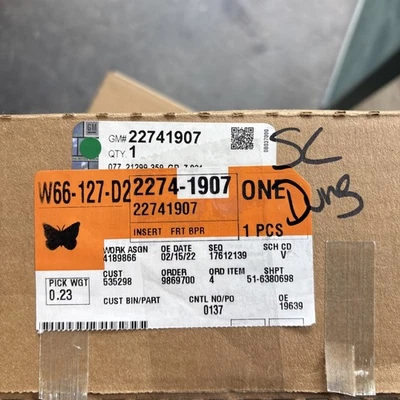 GM
GM# 22741907
QTY. 1
SC
W66-127-D2 2274-1907 ONE
22741907
INSERT FRT BPR 1 PCS
WORK ASGN OE DATE SEQ SCH CD
4189866 02/15/22 17612139 V
PICK WGT CUST ORDER ORD ITEM SHPT
0.23 535298 9869700 4 51-6380698
CUST BIN/PART CNTL NO/PO OE
0137 19639